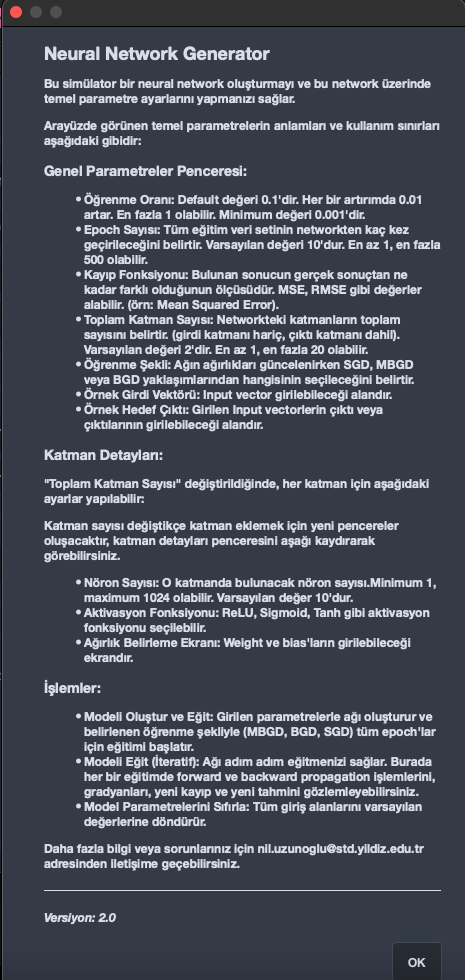 Neural Network Generator
Bu simülator bir neural network oluşturmayı ve bu network üzerinde
temel parametre ayarlarını yapmanızı sağlar.
Arayüzde görünen temel parametrelerin anlamları ve kullanım sınırları
aşağıdaki gibidir:
Genel Parametreler Penceresi:
• Öğrenme Oranı: Default değeri 0.1'dir. Her bir artırımda 0.01
artar. En fazla 1 olabilir. Minimum değeri 0.001'dir.
• Epoch Sayısı: Tüm eğitim veri setinin networkten kaç kez
geçirileceğini belirtir. Varsayılan değeri 10'dur. En az 1, en fazla
500 olabilir.
• Kayıp Fonksiyonu: Bulunan sonucun gerçek sonuçtan ne
kadar farklı olduğunun ölçüsüdür. MSE, RMSE gibi değerler
alabilir. (örn: Mean Squared Error).
• Toplam Katman Sayısı: Networkteki katmanların toplam
sayısını belirtir. (girdi katmanı hariç, çıktı katmanı dahil).
Varsayılan değeri 2'dir. En az 1, en fazla 20 olabilir.
• Öğrenme Şekli: Ağın ağırlıkları güncelenirken SGD, MBGD
veya BGD yaklaşımlarından hangisinin seçileceğini belirtir.
• Örnek Girdi Vektörü: Input vector girilebileceği alandır.
• Örnek Hedef Çıktı: Girilen Input vectorlerin çıktı veya
çıktılarının girilebileceği alandır.
Katman Detayları:
"Toplam Katman Sayısı" değiştirildiğinde, her katman için aşağıdaki
ayarlar yapılabilir:
Katman sayısı değiştikçe katman eklemek için yeni pencereler
oluşacaktır, katman detayları penceresini aşağı kaydırarak
görebilirsiniz.
• Nöron Sayısı: O katmanda bulunacak nöron sayısı.Minimum 1,
maximum 1024 olabilir. Varsayılan değer 10'dur.
• Aktivasyon Fonksiyonu: ReLU, Sigmoid, Tanh gibi aktivasyon
fonksiyonu seçilebilir.
• Ağırlık Belirleme Ekranı: Weight ve bias'ların girilebileceği
ekrandır.
İşlemler:
• Modeli Oluştur ve Eğit: Girilen parametrelerle ağı oluşturur ve
belirlenen öğrenme şekliyle (MBGD, BGD, SGD) tüm epoch'lar
için eğitimi başlatır.
• Modeli Eğit (İteratif): Ağı adım adım eğitmenizi sağlar. Burada
her bir eğitimde forward ve backward propagation işlemlerini,
gradyanları, yeni kayıp ve yeni tahmini gözlemleyebilirsiniz.
• Model Parametrelerini Sıfırla: Tüm giriş alanlarını varsayılan
değerlerine döndürür.
Daha fazla bilgi veya sorunlarınız için nil.uzunoglu@std.yildiz.edu.tr
adresinden iletişime geçebilirsiniz.
Versiyon: 2.0
OK